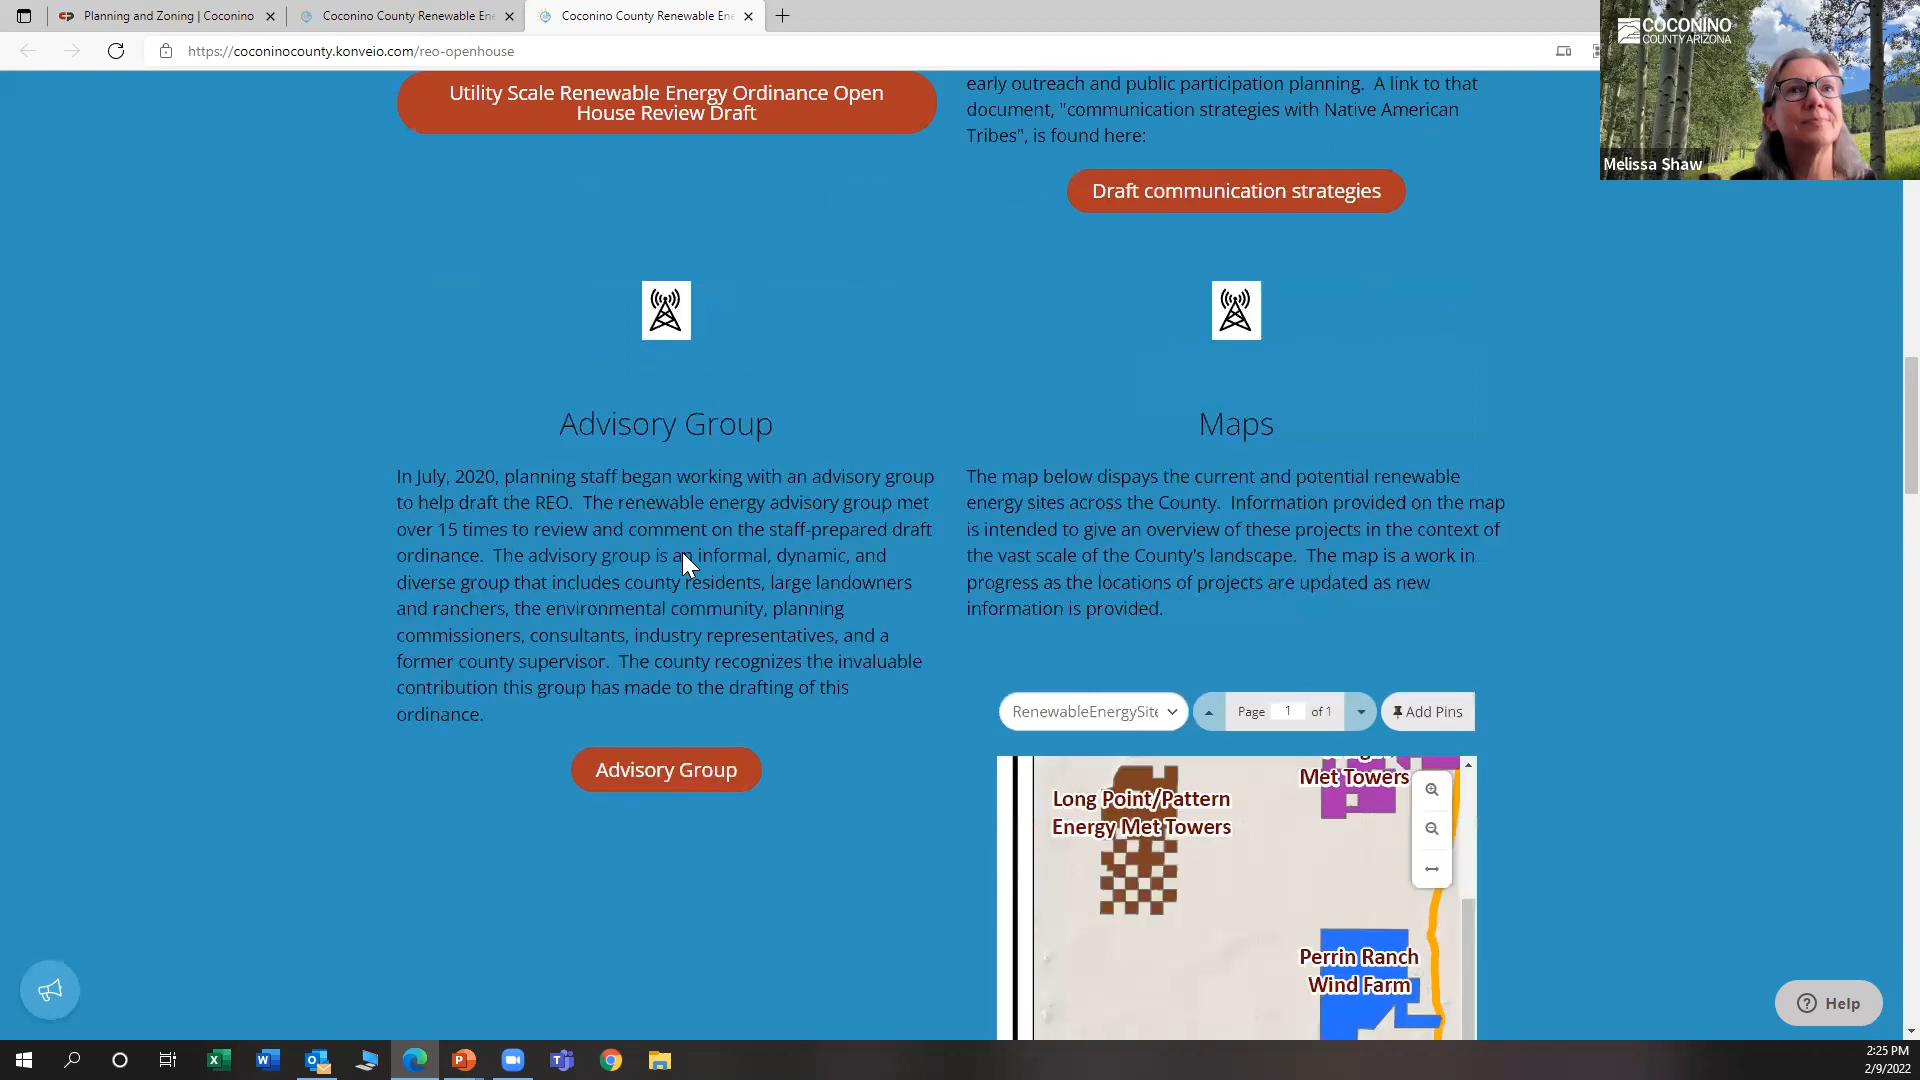 Planning and Zoning | Coconino
Coconino County Renewable En
Coconino County Renewable En
https://coconinocounty.konveio.com/reo-openhouse
COCONINO
COUNTY ARIZONA
Melissa Shaw
Utility Scale Renewable Energy Ordinance Open
House Review Draft
early outreach and public participation planning. A link to that
document, "communication strategies with Native American
Tribes", is found here:
Draft communication strategies
Advisory Group
In July, 2020, planning staff began working with an advisory group
to help draft the REO. The renewable energy advisory group met
over 15 times to review and comment on the staff-prepared draft
ordinance. The advisory group is an informal, dynamic, and
diverse group that includes county residents, large landowners
and ranchers, the environmental community, planning
commissioners, consultants, industry representatives, and a
former county supervisor. The county recognizes the invaluable
contribution this group has made to the drafting of this
ordinance.
Advisory Group
Maps
The map below dispays the current and potential renewable
energy sites across the County. Information provided on the map
is intended to give an overview of these projects in the context of
the vast scale of the County's landscape. The map is a work in
progress as the locations of projects are updated as new
information is provided.
RenewableEnergySite
Page 1 of 1
Add Pins
Met Towers
Long Point/Pattern
Energy Met Towers
Perrin Ranch
Wind Farm
Help
2:25 PM
2/9/2022